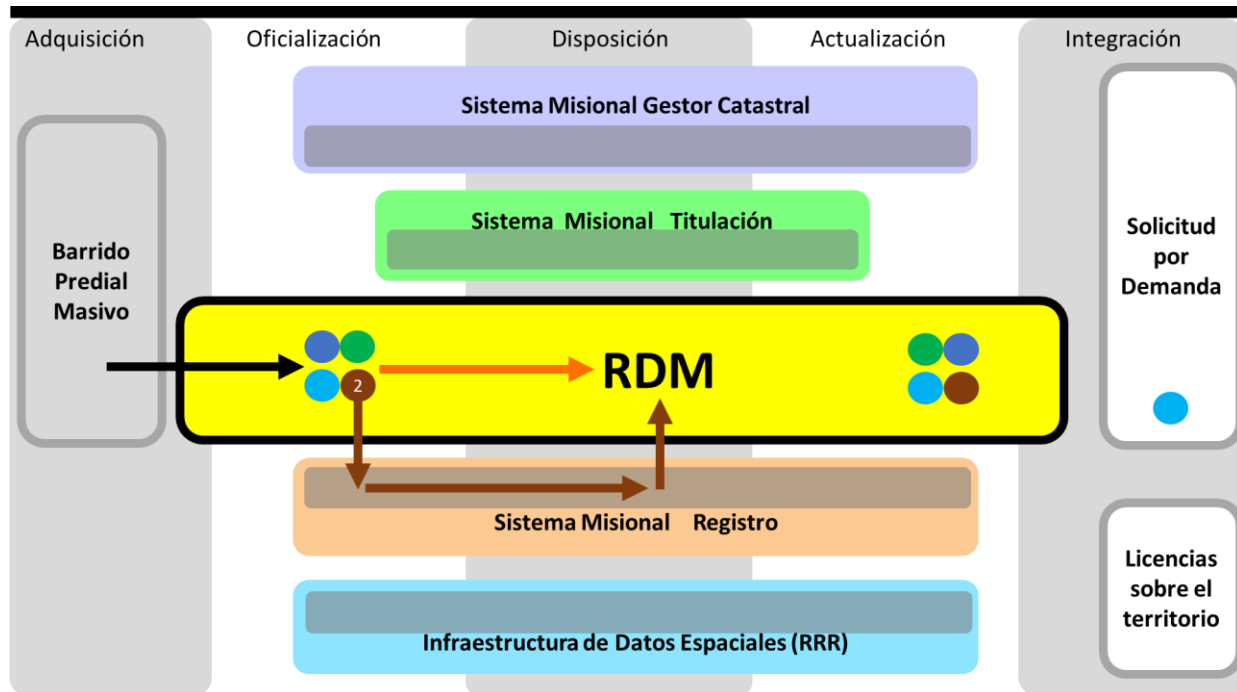 Adquisición
Oficialización
Disposición
Actualización
Integración
Sistema Misional Gestor Catastral
Sistema Misional Titulación
Barrido
Predial
Masivo
Solicitud
por
Demanda
RDM
2
Sistema Misional Registro
Licencias
sobre el
territorio
Infraestructura de Datos Espaciales (RRR)